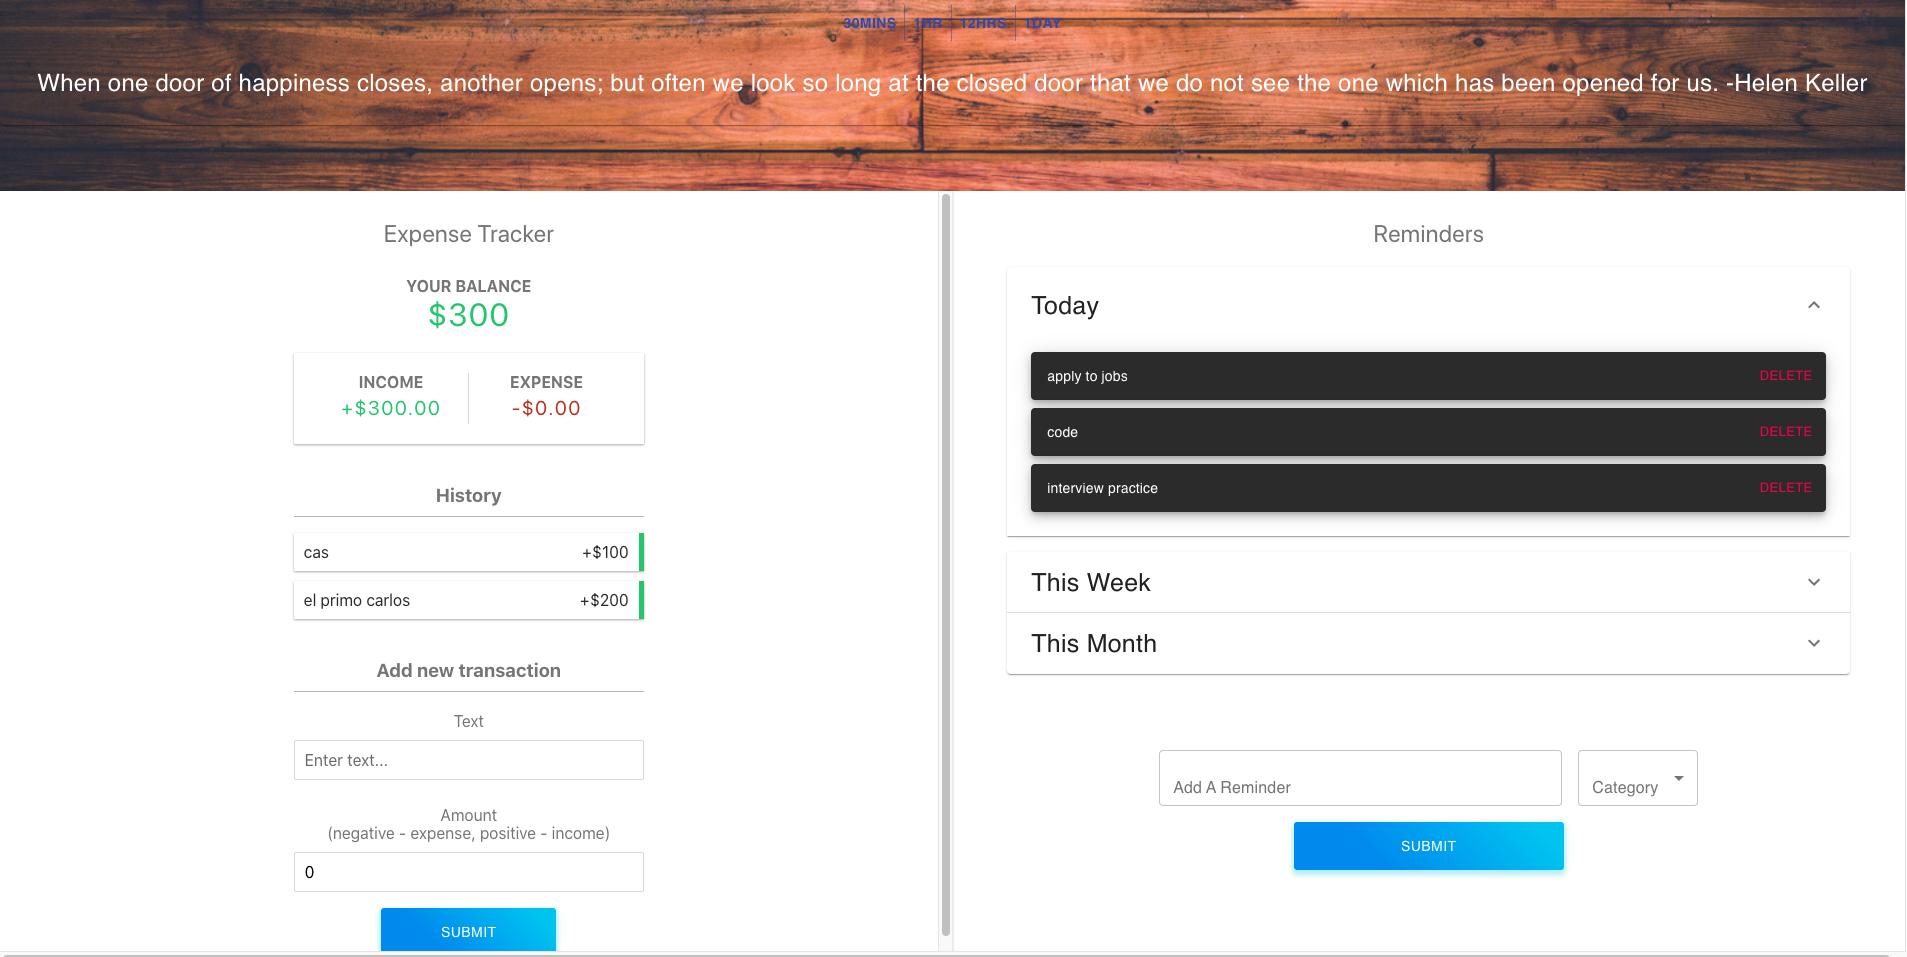 30MINS 1HR 12HRS 1DAY
When one door of happiness closes, another opens; but often we look so long at the closed door that we do not see the one which has been opened for us. -Helen Keller
Expense Tracker
YOUR BALANCE
$300
INCOME EXPENSE
+$300.00 -$0.00
History
cas +$100
el primo carlos +$200
Add new transaction
Text
Enter text...
Amount
(negative - expense, positive - income)
0
SUBMIT
Reminders
Today
apply to jobs DELETE
code DELETE
interview practice DELETE
This Week
This Month
Add A Reminder Category
SUBMIT